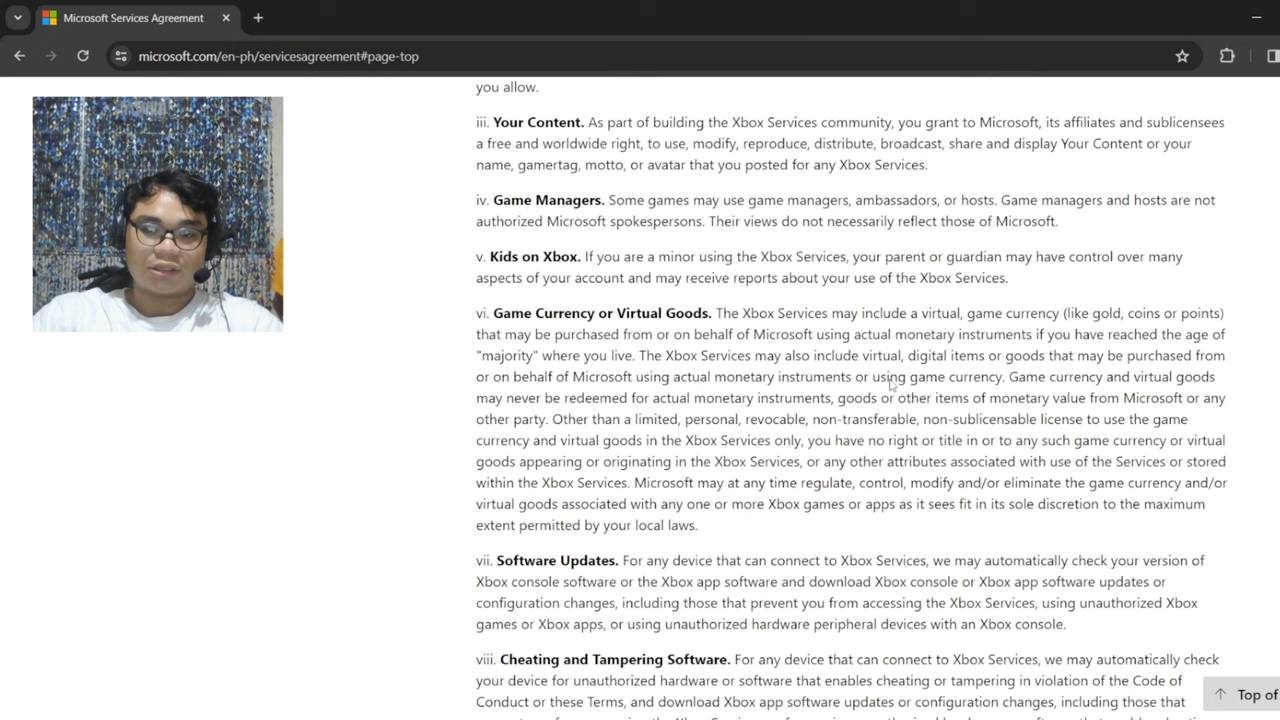 Microsoft Services Agreement
microsoft.com/en-ph/servicesagreement#page-top
you allow.
iii. Your Content. As part of building the Xbox Services community, you grant to Microsoft, its affiliates and sublicensees
a free and worldwide right, to use, modify, reproduce, distribute, broadcast, share and display Your Content or your
name, gamertag, motto, or avatar that you posted for any Xbox Services.
iv. Game Managers. Some games may use game managers, ambassadors, or hosts. Game managers and hosts are not
authorized Microsoft spokespersons. Their views do not necessarily reflect those of Microsoft.
v. Kids on Xbox. If you are a minor using the Xbox Services, your parent or guardian may have control over many
aspects of your account and may receive reports about your use of the Xbox Services.
vi. Game Currency or Virtual Goods. The Xbox Services may include a virtual, game currency (like gold, coins or points)
that may be purchased from or on behalf of Microsoft using actual monetary instruments if you have reached the age of
"majority" where you live. The Xbox Services may also include virtual, digital items or goods that may be purchased from
or on behalf of Microsoft using actual monetary instruments or using game currency. Game currency and virtual goods
may never be redeemed for actual monetary instruments, goods or other items of monetary value from Microsoft or any
other party. Other than a limited, personal, revocable, non-transferable, non-sublicensable license to use the game
currency and virtual goods in the Xbox Services only, you have no right or title in or to any such game currency or virtual
goods appearing or originating in the Xbox Services, or any other attributes associated with use of the Services or stored
within the Xbox Services. Microsoft may at any time regulate, control, modify and/or eliminate the game currency and/or
virtual goods associated with any one or more Xbox games or apps as it sees fit in its sole discretion to the maximum
extent permitted by your local laws.
vii. Software Updates. For any device that can connect to Xbox Services, we may automatically check your version of
Xbox console software or the Xbox app software and download Xbox console or Xbox app software updates or
configuration changes, including those that prevent you from accessing the Xbox Services, using unauthorized Xbox
games or Xbox apps, or using unauthorized hardware peripheral devices with an Xbox console.
viii. Cheating and Tampering Software. For any device that can connect to Xbox Services, we may automatically check
your device for unauthorized hardware or software that enables cheating or tampering in violation of the Code of
Conduct or these Terms, and download Xbox app software updates or configuration changes, including those that
Top of